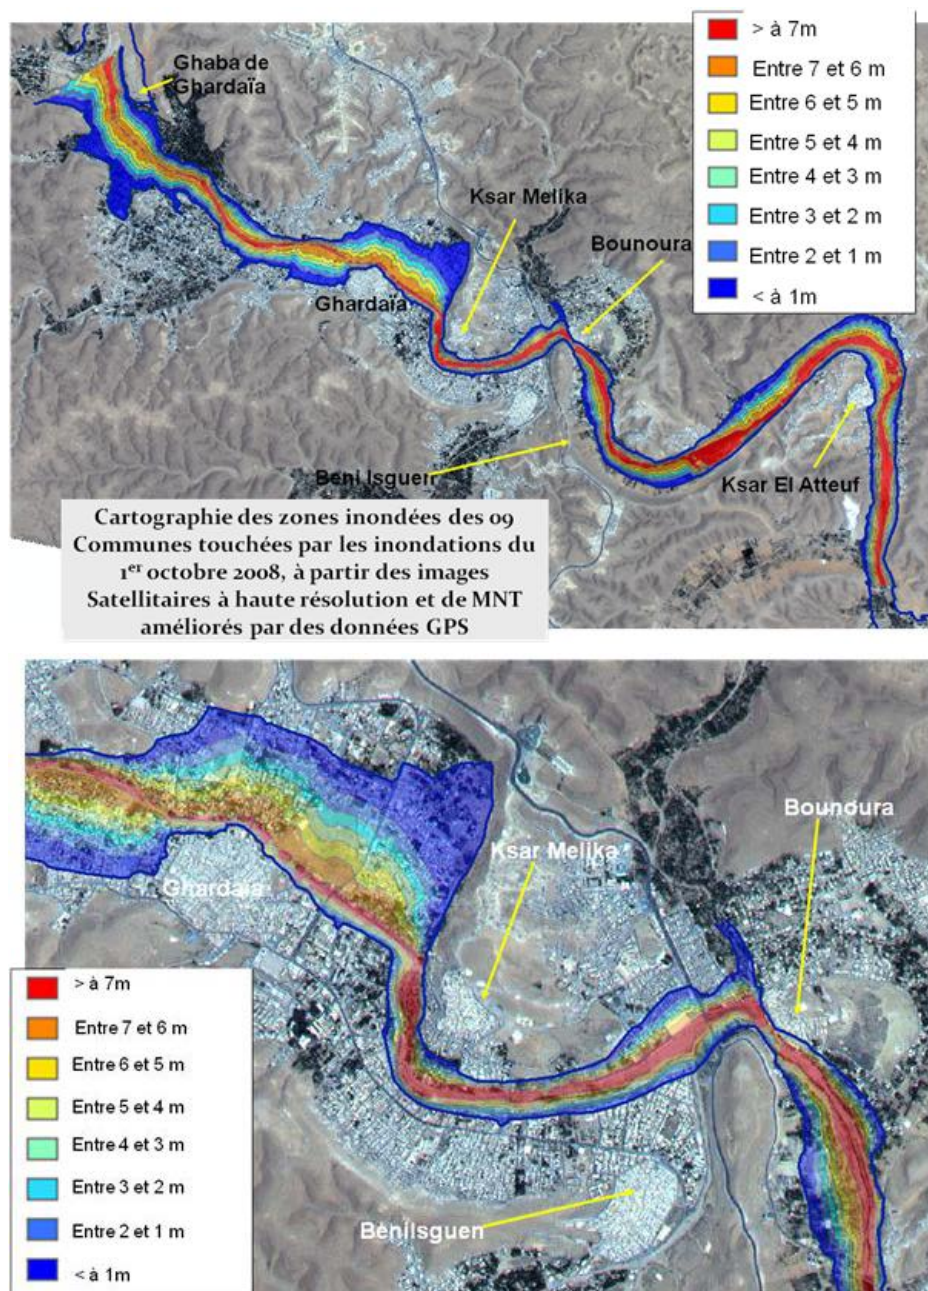 Ghaba de
Ghardaïa
Ksar Melika
Bounoura
Ghardaïa
Beni Isguen
Ksar El Atteuf
> à 7m
Entre 7 et 6 m
Entre 6 et 5 m
Entre 5 et 4 m
Entre 4 et 3 m
Entre 3 et 2 m
Entre 2 et 1 m
< à 1m
Cartographie des zones inondées des 09
Communes touchées par les inondations du
1er octobre 2008, à partir des images
Satellitaires à haute résolution et de MNT
améliorés par des données GPS
Bounoura
Ksar Melika
Ghardaïa
BeniIsguen
> à 7m
Entre 7 et 6 m
Entre 6 et 5 m
Entre 5 et 4 m
Entre 4 et 3 m
Entre 3 et 2 m
Entre 2 et 1 m
< à 1m